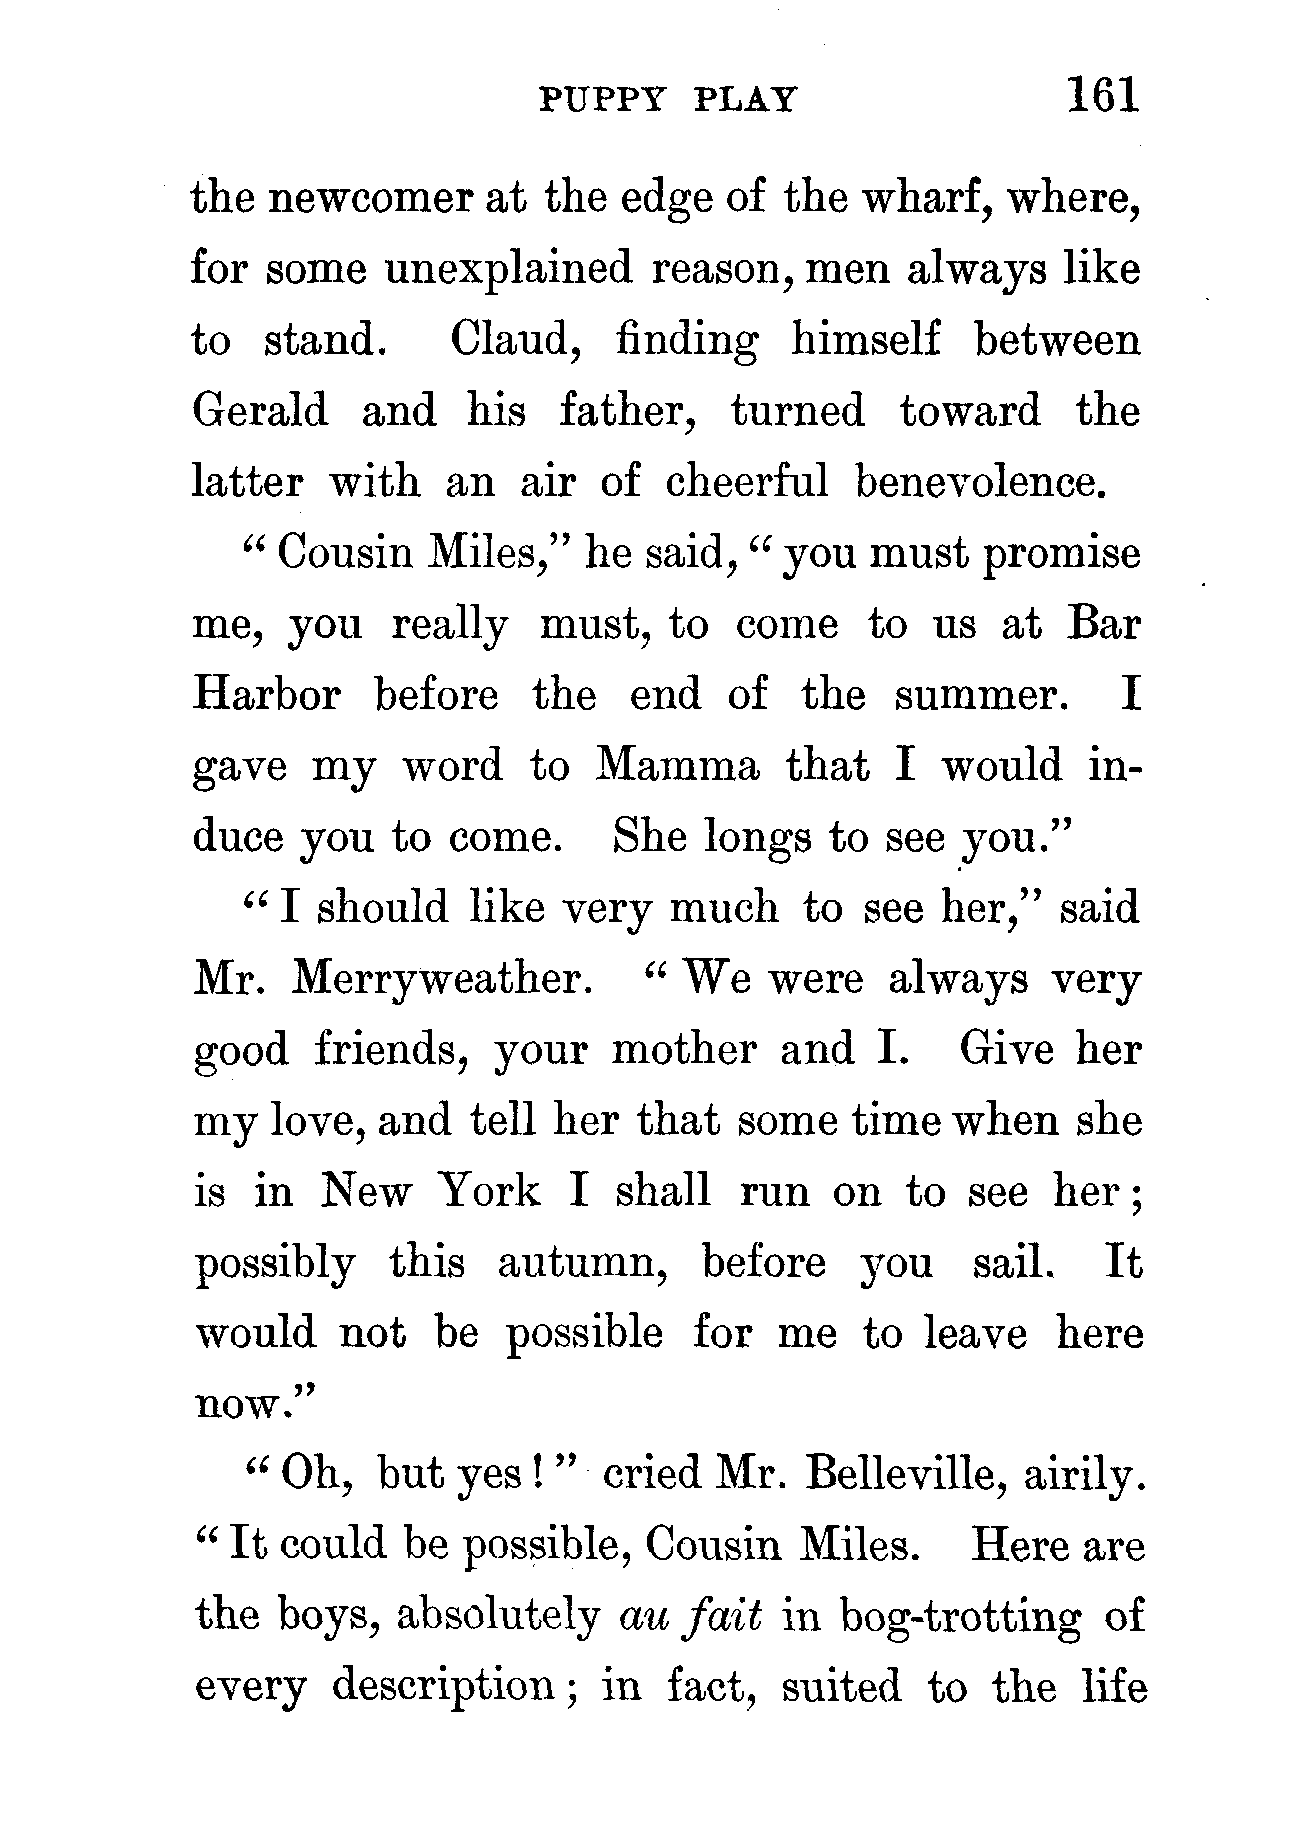 PUPPY PLAY 161
the newcomer at the edge of the wharf, where,
for some unexplained reason, men always like
to stand. Claud, finding himself between
Gerald and his father, turned toward the
latter with an air of cheerful benevolence.
“ Cousin Miles,” he said, “ you must promise
me, you really must, to come to us at Bar
Harbor before the end of the summer. I
gave my word to Mamma that I would in-
duce you to come. She longs to see you.”
“ I should like very much to see her,” said
Mr. Merryweather. “ We were always very
good friends, your mother and I. Give her
my love, and tell her that some time when she
is in New York I shall run on to see her ;
possibly this autumn, before you sail. It
would not be possible for me to leave here
now.”
“ Oh, but yes ! ” cried Mr. Belleville, airily.
“ It could be possible, Cousin Miles. Here are
the boys, absolutely au fait in bog-trotting of
every description ; in fact, suited to the life